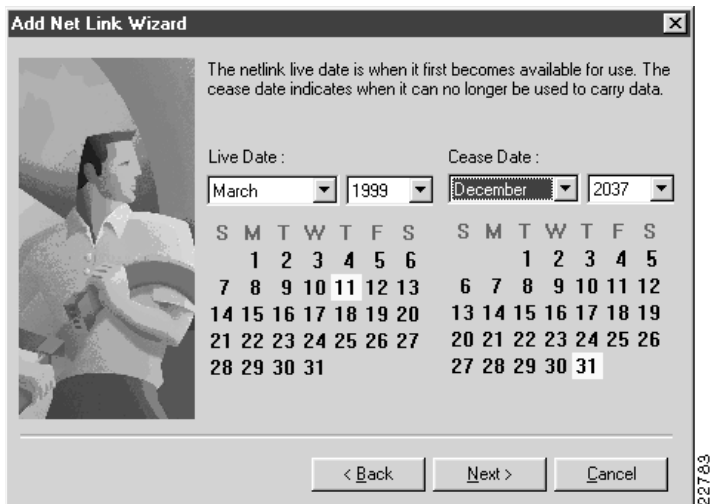 Add Net Link Wizard
The netlink live date is when it first becomes available for use. The
cease date indicates when it can no longer be used to carry data.
Live Date :
March 1999
S M T W T F S
1 2 3 4 5 6
7 8 9 10 11 12 13
14 15 16 17 18 19 20
21 22 23 24 25 26 27
28 29 30 31
Cease Date :
December 2037
S M T W T F S
1 2 3 4 5
6 7 8 9 10 11 12
13 14 15 16 17 18 19
20 21 22 23 24 25 26
27 28 29 30 31
< Back Next > Cancel
22783